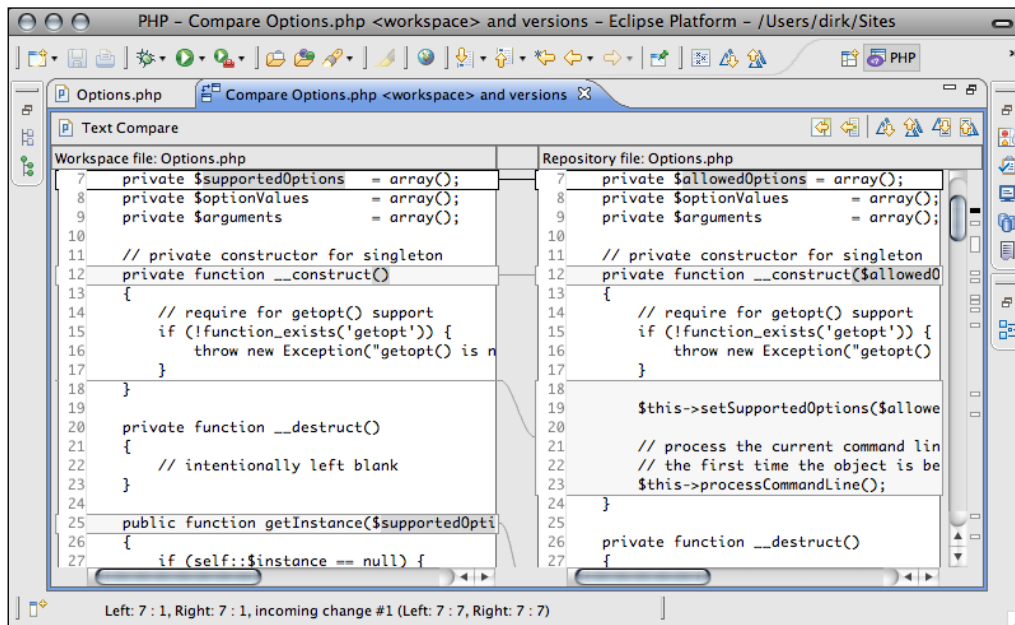 PHP – Compare Options.php <workspace> and versions – Eclipse Platform – /Users/dirk/Sites
PHP
Options.php
Compare Options.php <workspace> and versions
Text Compare
Workspace file: Options.php
7 private $supportedOptions = array();
8 private $optionValues = array();
9 private $arguments = array();
10
11 // private constructor for singleton
12 private function __construct()
13 {
14 // require for getopt() support
15 if (!function_exists('getopt')) {
16 throw new Exception("getopt() is n
17 }
18 }
19
20 private function __destruct()
21 {
22 // intentionally left blank
23 }
24
25 public function getInstance($supportedOpti
26 {
27 if (self::$instance == null) {
Repository file: Options.php
7 private $allowedOptions = array();
8 private $optionValues = array();
9 private $arguments = array();
10
11 // private constructor for singleton
12 private function __construct($allowedO
13 {
14 // require for getopt() support
15 if (!function_exists('getopt')) {
16 throw new Exception("getopt()
17 }
18
19 $this->setSupportedOptions($allowe
20
21 // process the current command lin
22 // the first time the object is be
23 $this->processCommandLine();
24 }
25
26 private function __destruct()
27 {
Left: 7 : 1, Right: 7 : 1, incoming change #1 (Left: 7 : 7, Right: 7 : 7)